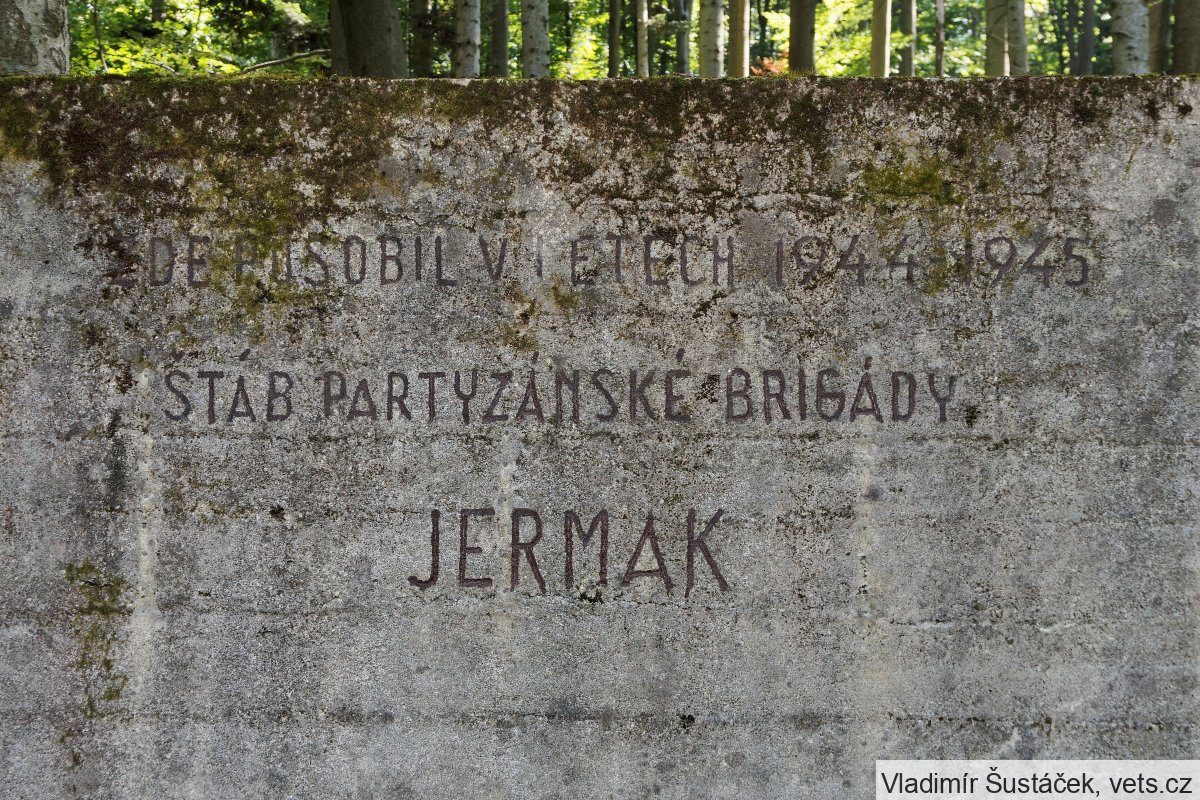 ZDE PŮSOBIL V LETECH 1944-1945
ŠTÁB PARTYZÁNSKÉ BRIGÁDY
JERMAK
Vladimír Šustáček, vets.cz